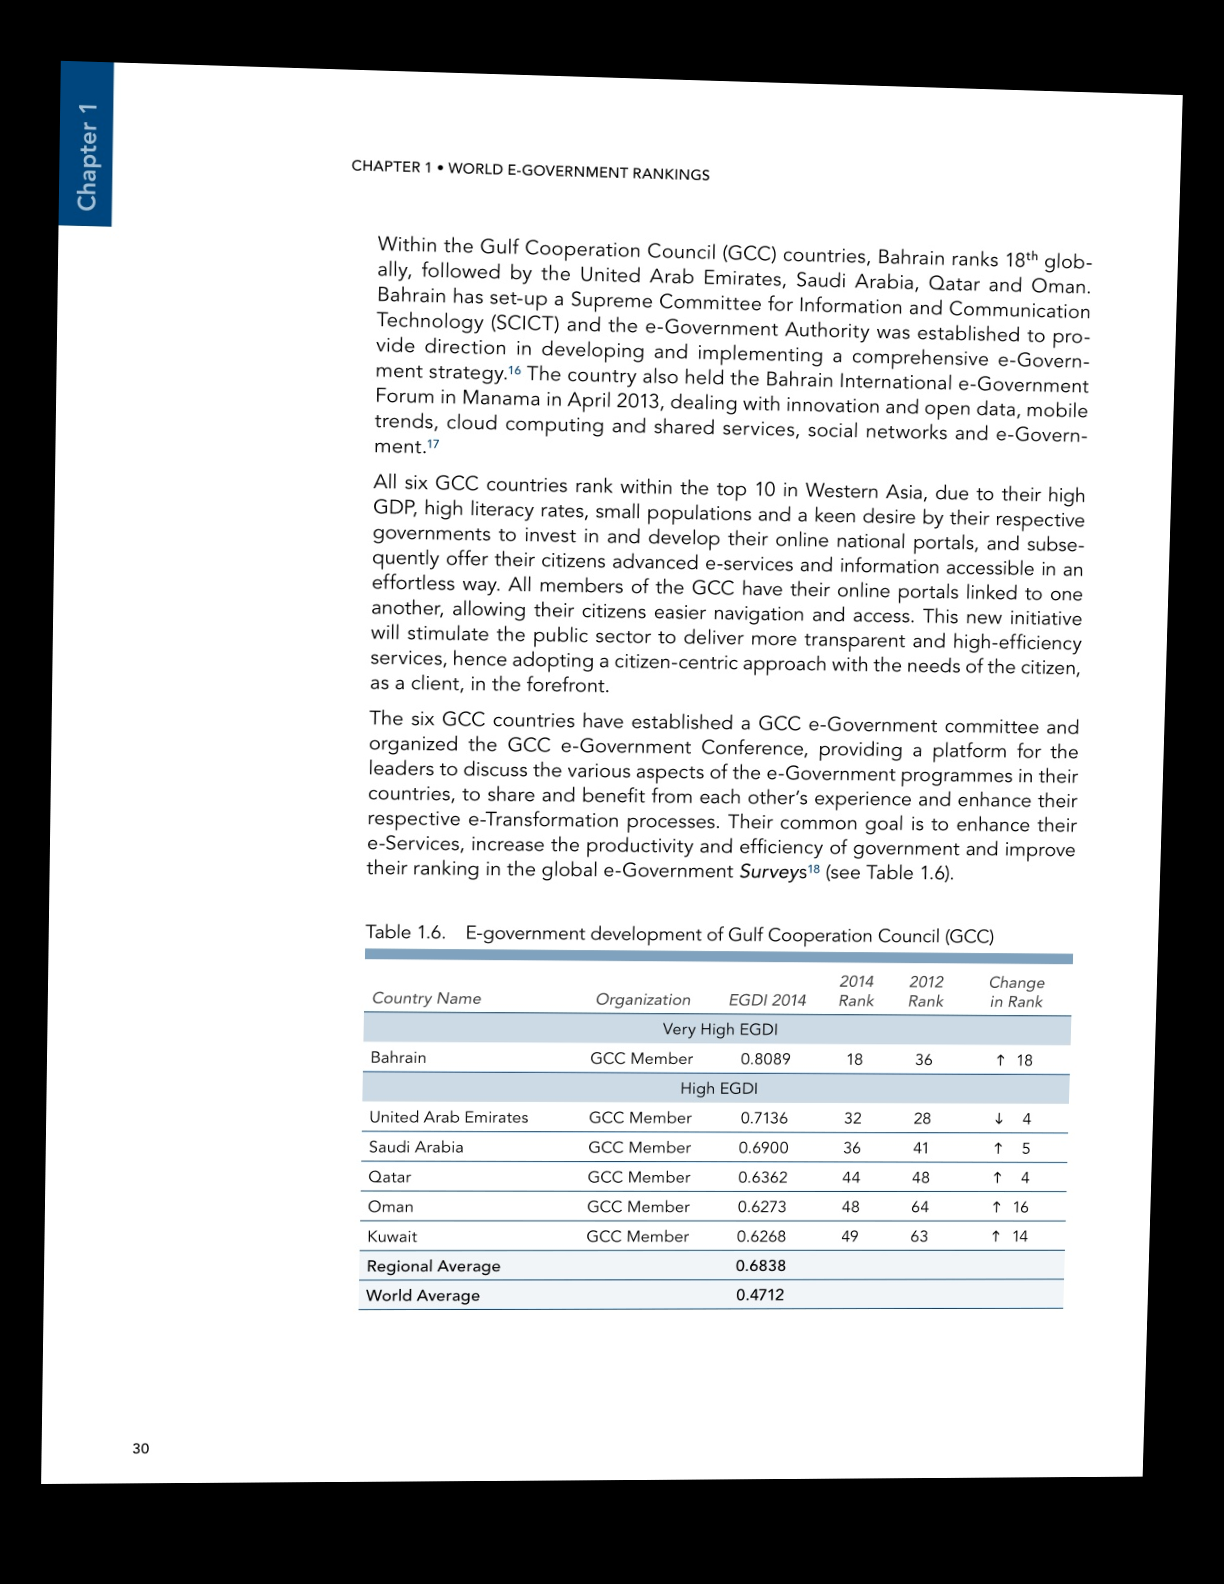 Chapter 1
CHAPTER 1 • WORLD E-GOVERNMENT RANKINGS
Within the Gulf Cooperation Council (GCC) countries, Bahrain ranks 18th glob-
ally, followed by the United Arab Emirates, Saudi Arabia, Qatar and Oman.
Bahrain has set-up a Supreme Committee for Information and Communication
Technology (SCICT) and the e-Government Authority was established to pro-
vide direction in developing and implementing a comprehensive e-Govern-
ment strategy.16 The country also held the Bahrain International e-Government
Forum in Manama in April 2013, dealing with innovation and open data, mobile
trends, cloud computing and shared services, social networks and e-Govern-
ment.17
All six GCC countries rank within the top 10 in Western Asia, due to their high
GDP, high literacy rates, small populations and a keen desire by their respective
governments to invest in and develop their online national portals, and subse-
quently offer their citizens advanced e-services and information accessible in an
effortless way. All members of the GCC have their online portals linked to one
another, allowing their citizens easier navigation and access. This new initiative
will stimulate the public sector to deliver more transparent and high-efficiency
services, hence adopting a citizen-centric approach with the needs of the citizen,
as a client, in the forefront.
The six GCC countries have established a GCC e-Government committee and
organized the GCC e-Government Conference, providing a platform for the
leaders to discuss the various aspects of the e-Government programmes in their
countries, to share and benefit from each other's experience and enhance their
respective e-Transformation processes. Their common goal is to enhance their
e-Services, increase the productivity and efficiency of government and improve
their ranking in the global e-Government Surveys18 (see Table 1.6).
Table 1.6. E-government development of Gulf Cooperation Council (GCC)
Country Name Organization EGDI 2014 2014 Rank 2012 Rank Change in Rank
Very High EGDI
Bahrain GCC Member 0.8089 18 36 ↑ 18
High EGDI
United Arab Emirates GCC Member 0.7136 32 28 ↓ 4
Saudi Arabia GCC Member 0.6900 36 41 ↑ 5
Qatar GCC Member 0.6362 44 48 ↑ 4
Oman GCC Member 0.6273 48 64 ↑ 16
Kuwait GCC Member 0.6268 49 63 ↑ 14
Regional Average 0.6838
World Average 0.4712
30